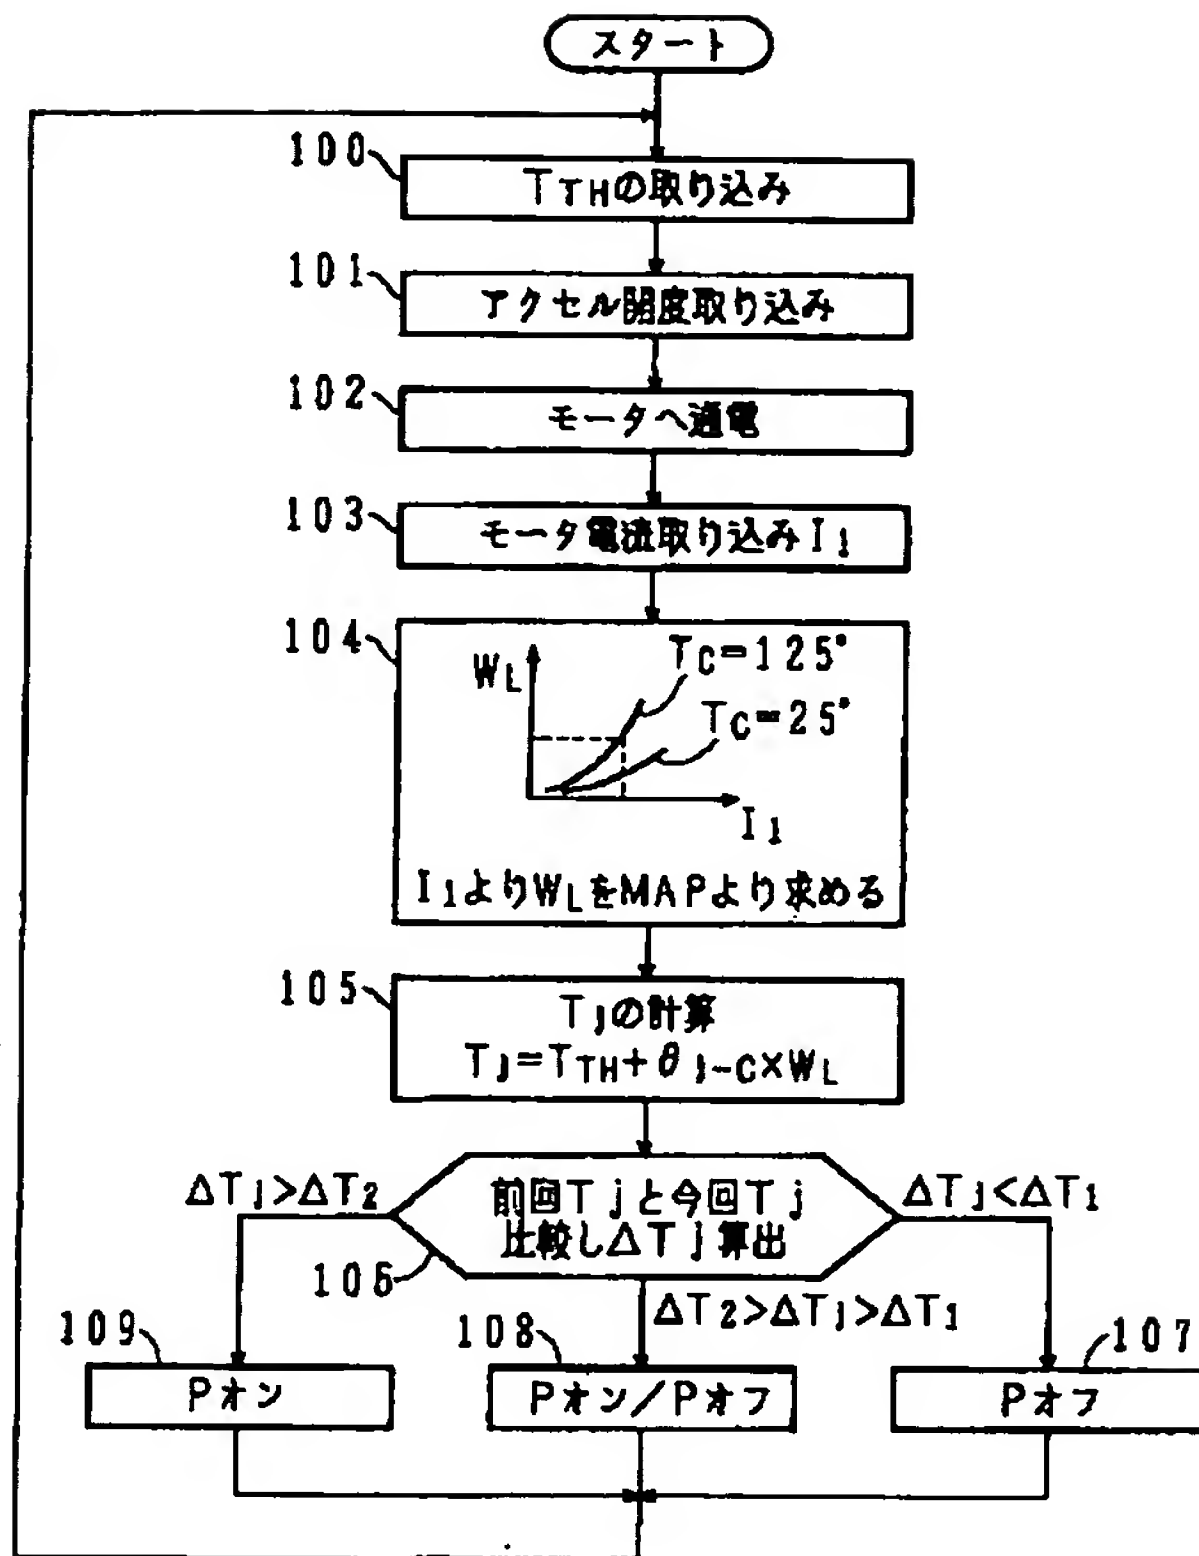 スタート
100
TTHの取り込み
101
アクセル開度取り込み
102
モータへ通電
103
モータ電流取り込みI1
104
WL
TC=125°
TC=25°
I1
I1よりWLをMAPより求める
105
Tjの計算
Tj=TTH+θj-C×WL
ΔTj>ΔT2
前回Tjと今回Tj
比較しΔTj算出
ΔTj<ΔT1
106
ΔT2>ΔTj>ΔT1
109
Pオン
108
Pオン/Pオフ
107
Pオフ